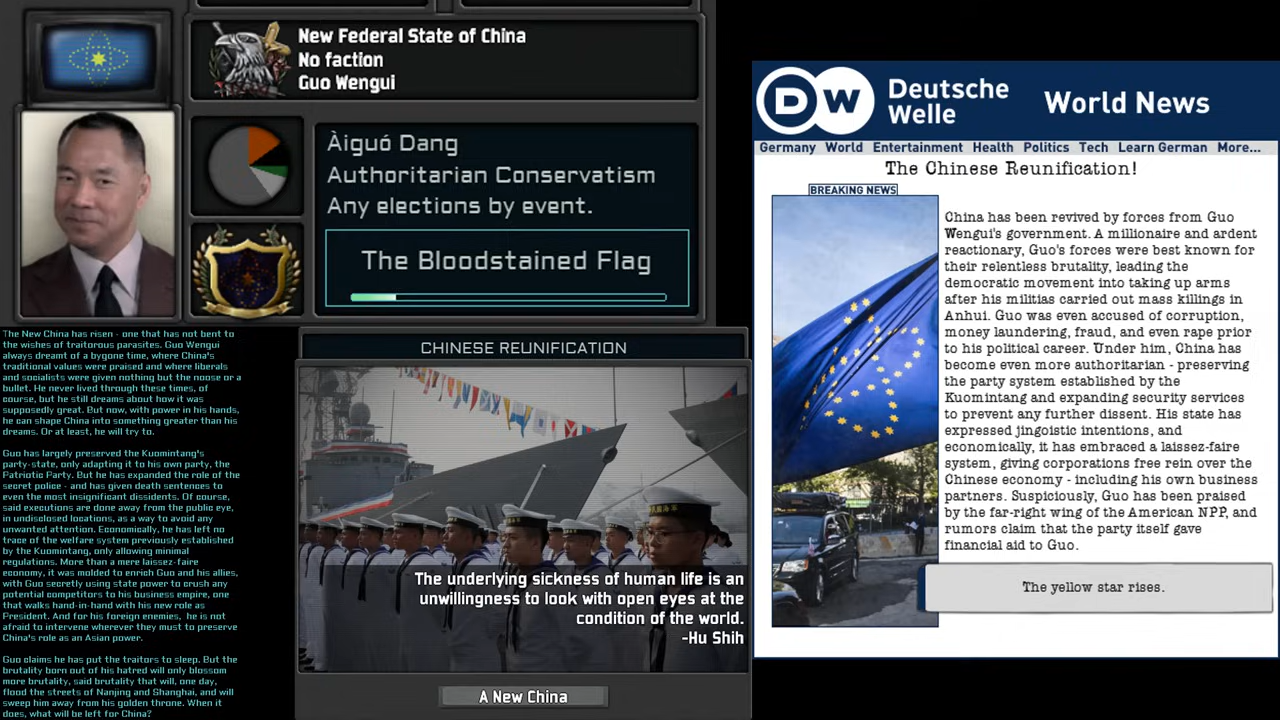 New Federal State of China
No faction
Guo Wengui
Àiguó Dang
Authoritarian Conservatism
Any elections by event.
The Bloodstained Flag
The New China has risen - one that has not bent to
the wishes of traitorous parasites. Guo Wengui
always dreamt of a bygone time, where China's
traditional values were praised and where liberals
and socialists were given nothing but the noose or a
bullet. He never lived through these times, of
course, but he still dreams about how it was
supposedly great. But now, with power in his hands,
he can shape China into something greater than his
dreams. Or at least, he will try to.
Guo has largely preserved the Kuomintang's
party-state, only adapting it to his own party, the
Patriotic Party. But he has expanded the role of the
secret police - and has given death sentences to
even the most insignificant dissidents. Of course,
said executions are done away from the public eye,
in undisclosed locations, as a way to avoid any
unwanted attention. Economically, he has left no
trace of the welfare system previously established
by the Kuomintang, only allowing minimal
regulations. More than a mere laissez-faire
economy, it was molded to enrich Guo and his allies,
with Guo secretly using state power to crush any
potential competitors to his business empire, one
that walks hand-in-hand with his new role as
President. And for his foreign enemies, he is not
afraid to intervene wherever they must to preserve
China's role as an Asian power.
Guo claims he has put the traitors to sleep. But the
brutality born out of his hatred will only blossom
more brutality, said brutality that will, one day,
flood the streets of Nanjing and Shanghai, and will
sweep him away from his golden throne. When it
does, what will be left for China?
CHINESE REUNIFICATION
The underlying sickness of human life is an
unwillingness to look with open eyes at the
condition of the world.
-Hu Shih
A New China
DW
Deutsche
Welle
World News
Germany World Entertainment Health Politics Tech Learn German More...
The Chinese Reunification!
BREAKING NEWS
China has been revived by forces from Guo
Wengui's government. A millionaire and ardent
reactionary, Guo's forces were best known for
their relentless brutality, leading the
democratic movement into taking up arms
after his militias carried out mass killings in
Anhui. Guo was even accused of corruption,
money laundering, fraud, and even rape prior
to his political career. Under him, China has
become even more authoritarian - preserving
the party system established by the
Kuomintang and expanding security services
to prevent any further dissent. His state has
expressed jingoistic intentions, and
economically, it has embraced a laissez-faire
system, giving corporations free rein over the
Chinese economy - including his own business
partners. Suspiciously, Guo has been praised
by the far-right wing of the American NPP, and
rumors claim that the party itself gave
financial aid to Guo.
The yellow star rises.